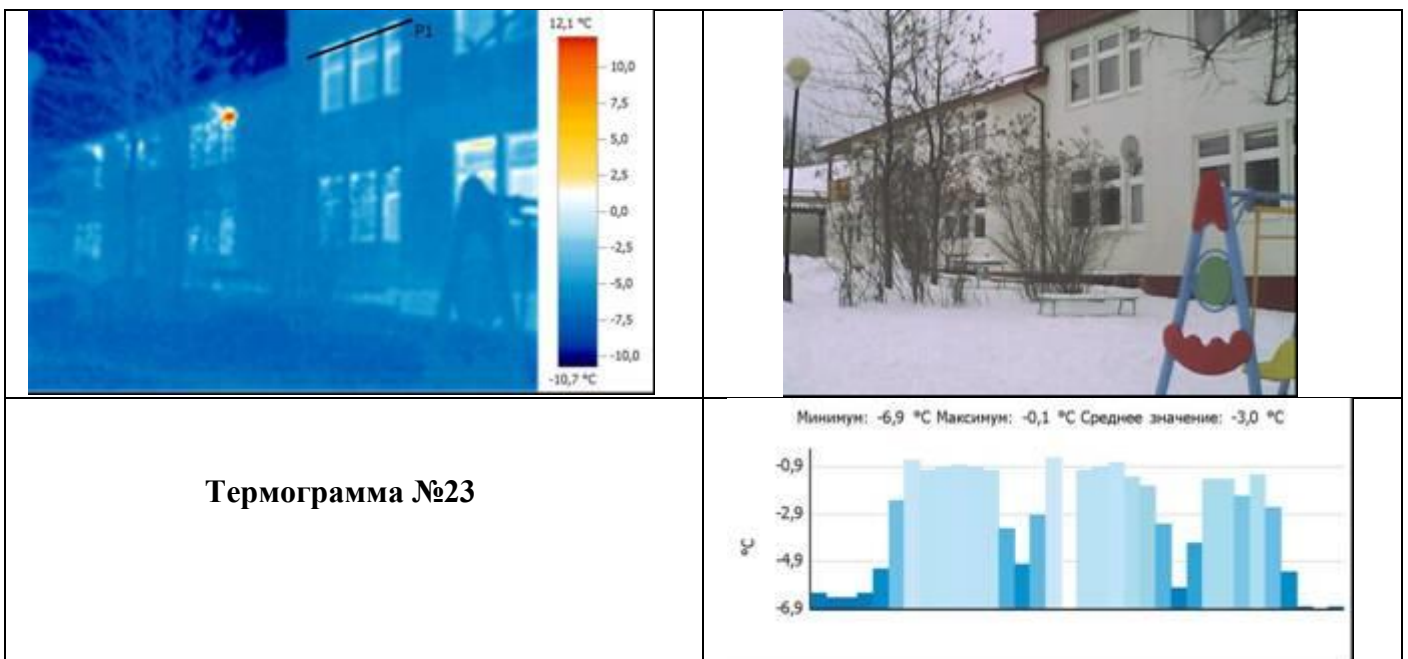 12,1 °C
P1
10,0
7,5
5,0
2,5
0,0
-2,5
-5,0
-7,5
-10,0
-10,7 °C
Термограмма №23
Минимум: -6,9 °C Максимум: -0,1 °C Среднее значение: -3,0 °C
-0,9
-2,9
°C
-4,9
-6,9